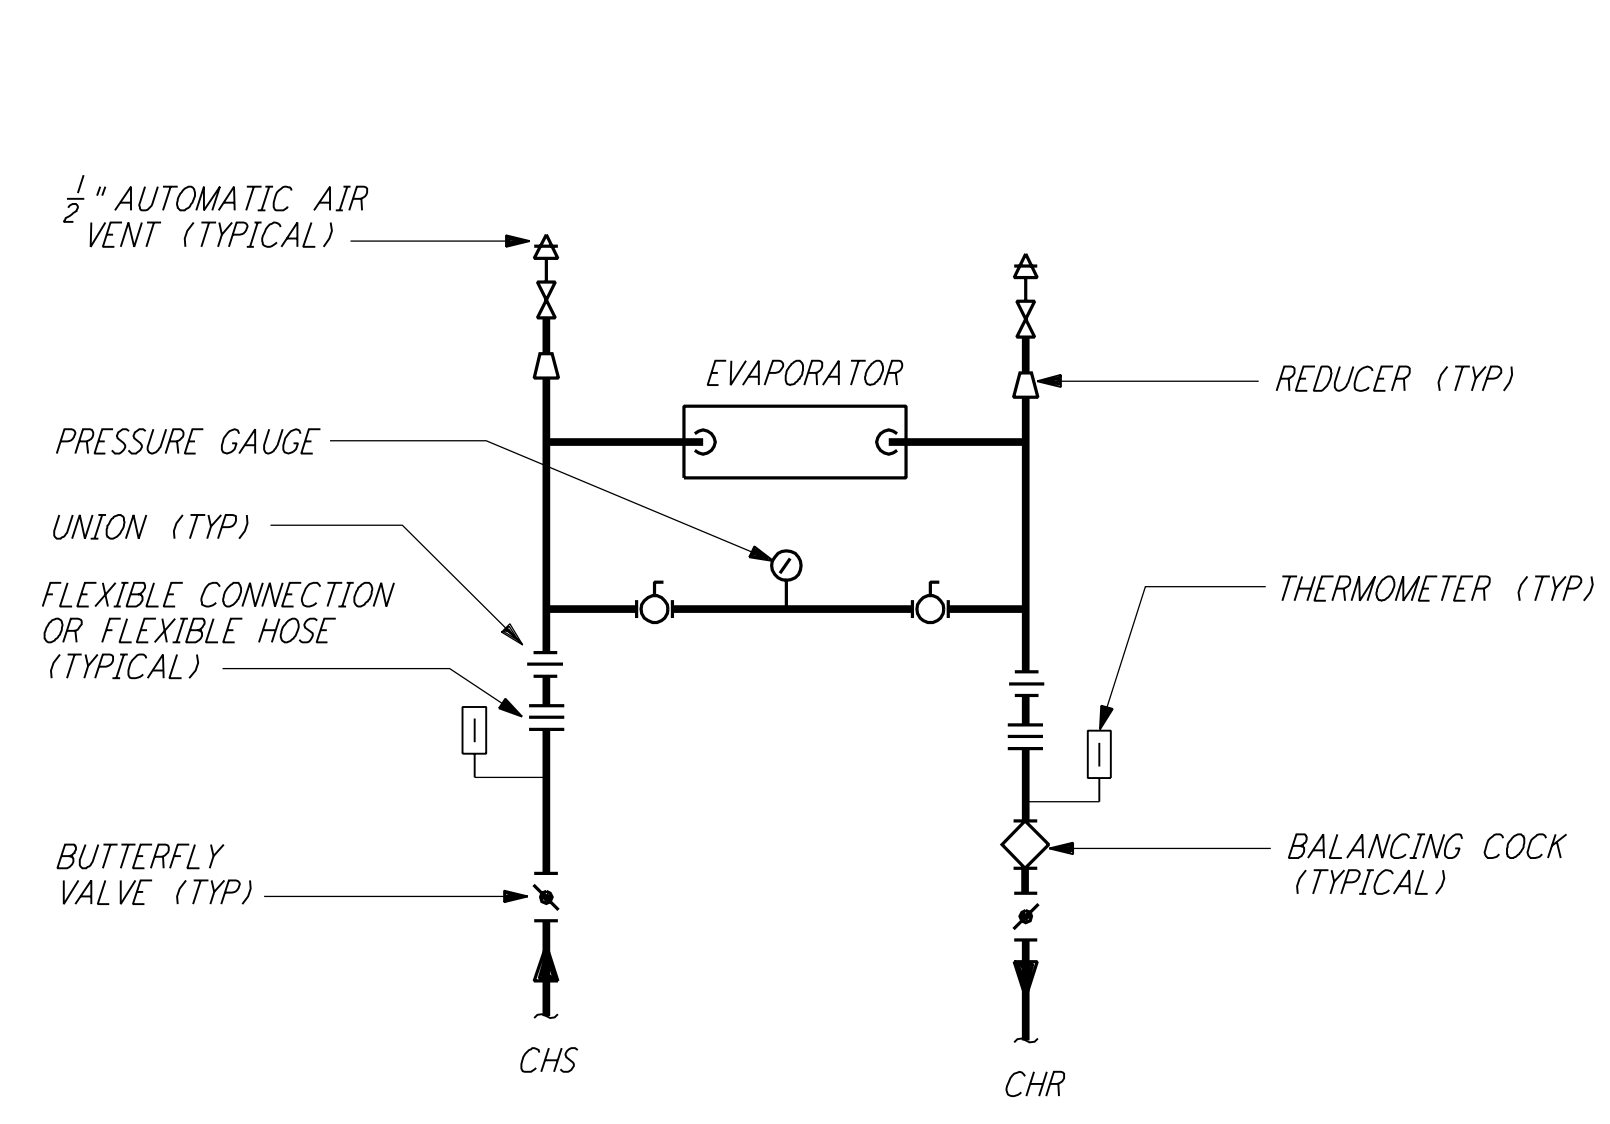 ½" AUTOMATIC AIR
VENT (TYPICAL)
EVAPORATOR
REDUCER (TYP)
PRESSURE GAUGE
UNION (TYP)
FLEXIBLE CONNECTION
OR FLEXIBLE HOSE
(TYPICAL)
THERMOMETER (TYP)
BUTTERFLY
VALVE (TYP)
BALANCING COCK
(TYPICAL)
CHS
CHR